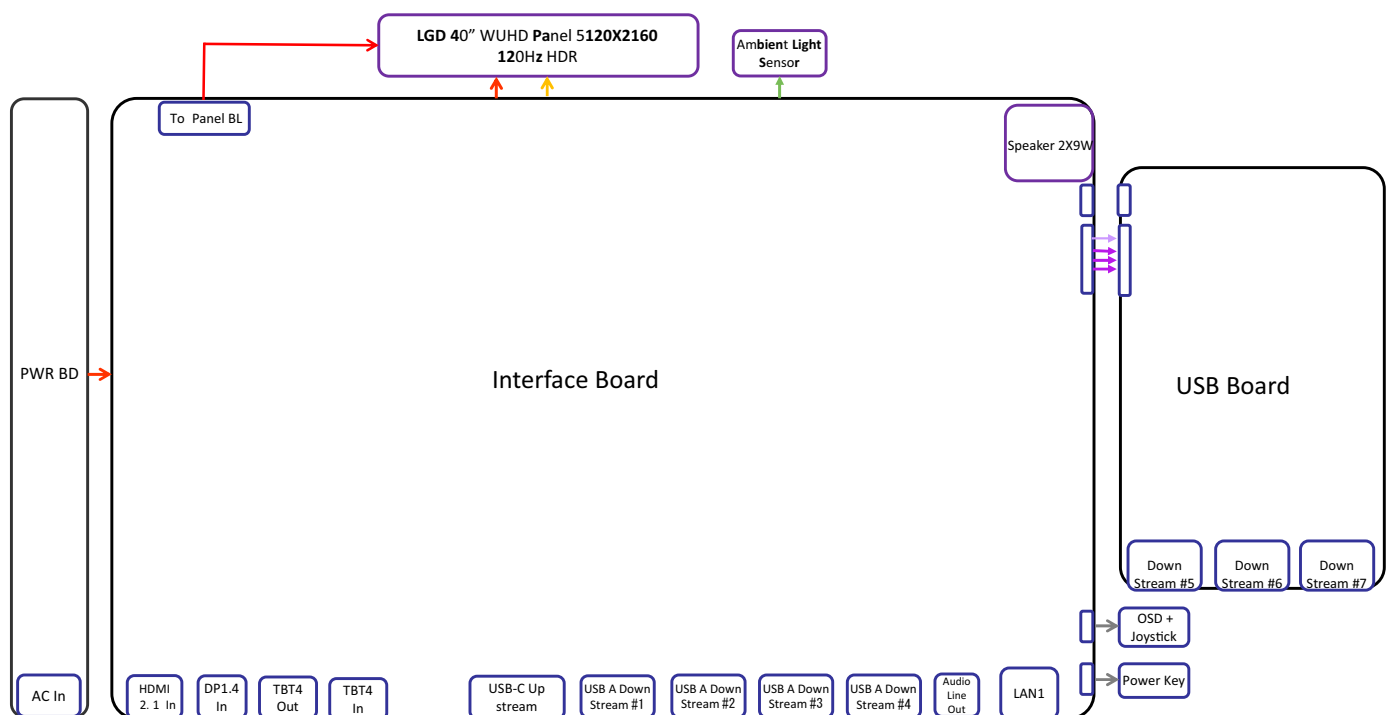 LGD 40” WUHD Panel 5120X2160
120Hz HDR
Ambient Light
Sensor
To Panel BL
Speaker 2X9W
PWR BD
Interface Board
USB Board
Down
Stream #5
Down
Stream #6
Down
Stream #7
OSD +
Joystick
Power Key
AC In
HDMI
2. 1 In
DP1.4
In
TBT4
Out
TBT4
In
USB-C Up
stream
USB A Down
Stream #1
USB A Down
Stream #2
USB A Down
Stream #3
USB A Down
Stream #4
Audio
Line
Out
LAN1